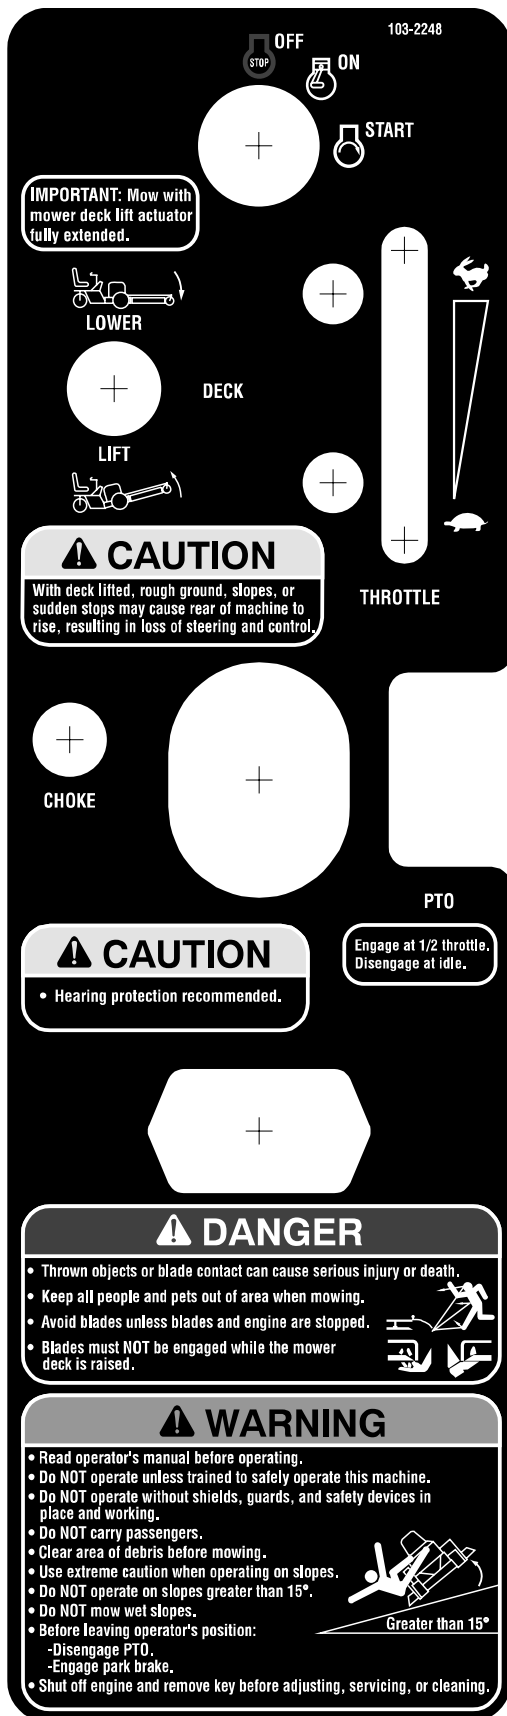 103-2248
OFF
STOP
ON
START
IMPORTANT: Mow with
mower deck lift actuator
fully extended.
LOWER
DECK
LIFT
CAUTION
With deck lifted, rough ground, slopes, or
sudden stops may cause rear of machine to
rise, resulting in loss of steering and control.
THROTTLE
CHOKE
PTO
Engage at 1/2 throttle.
Disengage at idle.
CAUTION
• Hearing protection recommended.
DANGER
• Thrown objects or blade contact can cause serious injury or death.
• Keep all people and pets out of area when mowing.
• Avoid blades unless blades and engine are stopped.
• Blades must NOT be engaged while the mower
deck is raised.
WARNING
• Read operator's manual before operating.
• Do NOT operate unless trained to safely operate this machine.
• Do NOT operate without shields, guards, and safety devices in
place and working.
• Do NOT carry passengers.
• Clear area of debris before mowing.
• Use extreme caution when operating on slopes.
• Do NOT operate on slopes greater than 15°.
• Do NOT mow wet slopes.
• Before leaving operator's position:
-Disengage PTO.
-Engage park brake.
Greater than 15°
• Shut off engine and remove key before adjusting, servicing, or cleaning.